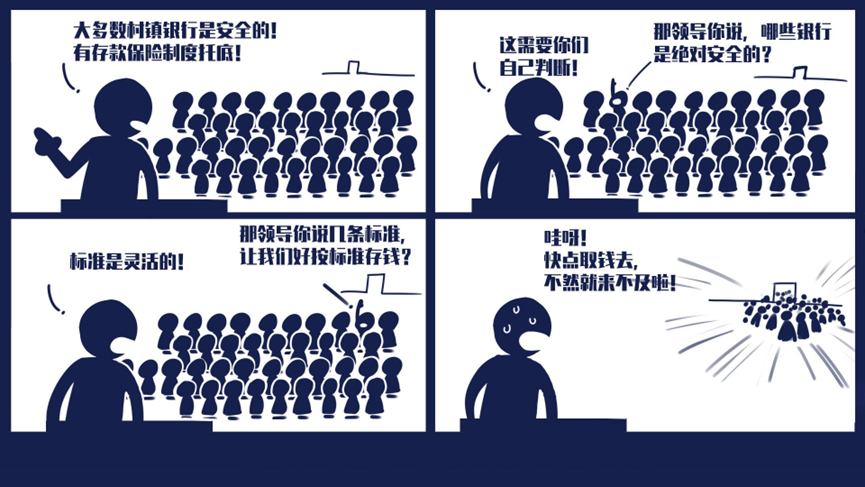 大多数村镇银行是安全的！
有存款保险制度托底！
这需要你们
自己判断！
那领导你说，哪些银行
是绝对安全的？
标准是灵活的！
那领导你说几条标准，
让我们好按标准存钱？
哇呀！
快点取钱去，
不然就来不及啦！